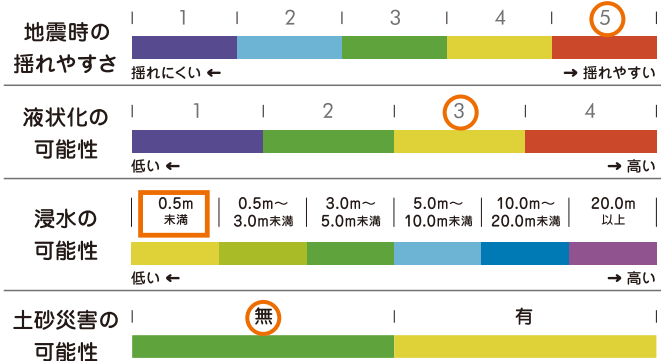 地震時の
揺れやすさ
1 2 3 4 5
揺れにくい ← → 揺れやすい
液状化の
可能性
1 2 3 4
低い ← → 高い
浸水の
可能性
0.5m 0.5m〜 3.0m〜 5.0m〜 10.0m〜 20.0m
未満 3.0m未満 5.0m未満 10.0m未満 20.0m未満 以上
低い ← → 高い
土砂災害の
可能性
無 有